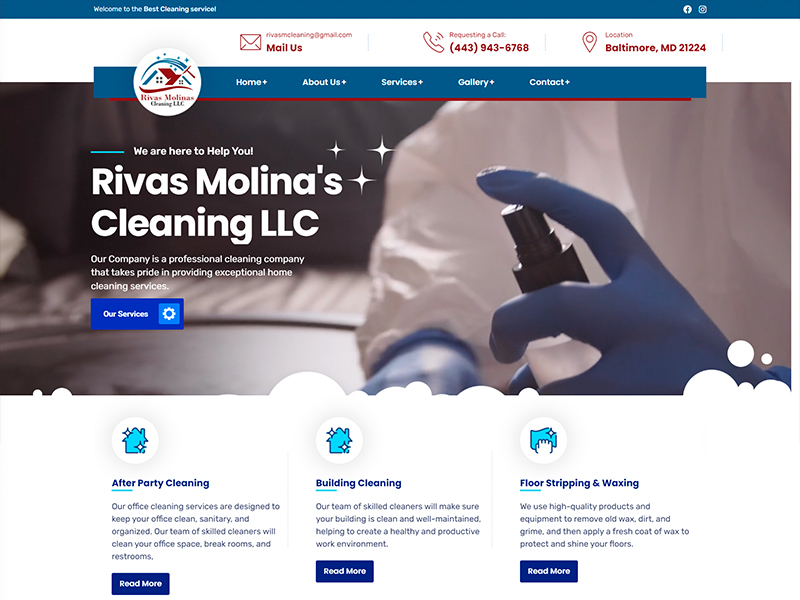 Welcome to the Best Cleaning service!
rivasmcleaning@gmail.com
Mail Us
Requesting a Call:
(443) 943-6768
Location
Baltimore, MD 21224
Rivas Molinas
Cleaning LLC
Home+
About Us+
Services+
Gallery+
Contact+
We are here to Help You!
Rivas Molina's
Cleaning LLC
Our Company is a professional cleaning company
that takes pride in providing exceptional home
cleaning services.
Our Services
After Party Cleaning
Our office cleaning services are designed to
keep your office clean, sanitary, and
organized. Our team of skilled cleaners will
clean your office space, break rooms, and
restrooms,
Read More
Building Cleaning
Our team of skilled cleaners will make sure
your building is clean and well-maintained,
helping to create a healthy and productive
work environment.
Read More
Floor Stripping & Waxing
We use high-quality products and
equipment to remove old wax, dirt, and
grime, and then apply a fresh coat of wax to
protect and shine your floors.
Read More